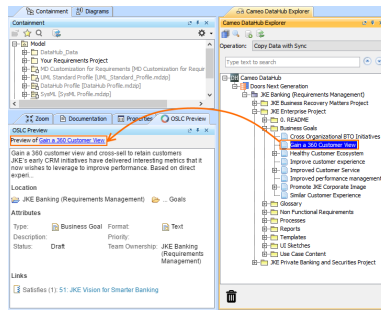 Containment
Diagrams
Containment
Model
DataHub_Data
Your Requirements Project
MD Customization for Requirements [MD Customization for Requir
UML Standard Profile [UML_Standard_Profile.mdzip]
DataHub Profile [DataHub Profile.mdzip]
SysML [SysML Profile.mdzip]
Zoom
Documentation
Properties
OSLC Preview
OSLC Preview
Preview of Gain a 360 Customer View
Gain a 360 customer view and cross-sell to retain customers
JKE's early CRM initiatives have delivered interesting metrics that it
now wishes to leverage to improve performance. Based on direct
experi...
Location
JKE Banking (Requirements Management)
... Goals
Attributes
Type: Business Goal Format: Text
Description: Priority:
Status: Draft Team Ownership: JKE Banking
(Requirements
Management)
Links
Satisfies (1): 51: JKE Vision for Smarter Banking
Cameo DataHub Explorer
Cameo DataHub Explorer
Operation: Copy Data with Sync
Type text to search
Cameo DataHub
Doors Next Generation
JKE Banking (Requirements Management)
JKE Business Recovery Matters Project
JKE Enterprise Project
0. README
Business Goals
Cross Organizational BTO Initiatives
Gain a 360 Customer View
Healthy Customer Ecosystem
Improve customer experience
Improved Customer Service
Improved performance management
Promote JKE Corporate Image
Similar Customer Experience
Glossary
Non Functional Requirements
Processes
Reports
Templates
UI Sketches
Use Case Content
JKE Private Banking and Securities Project